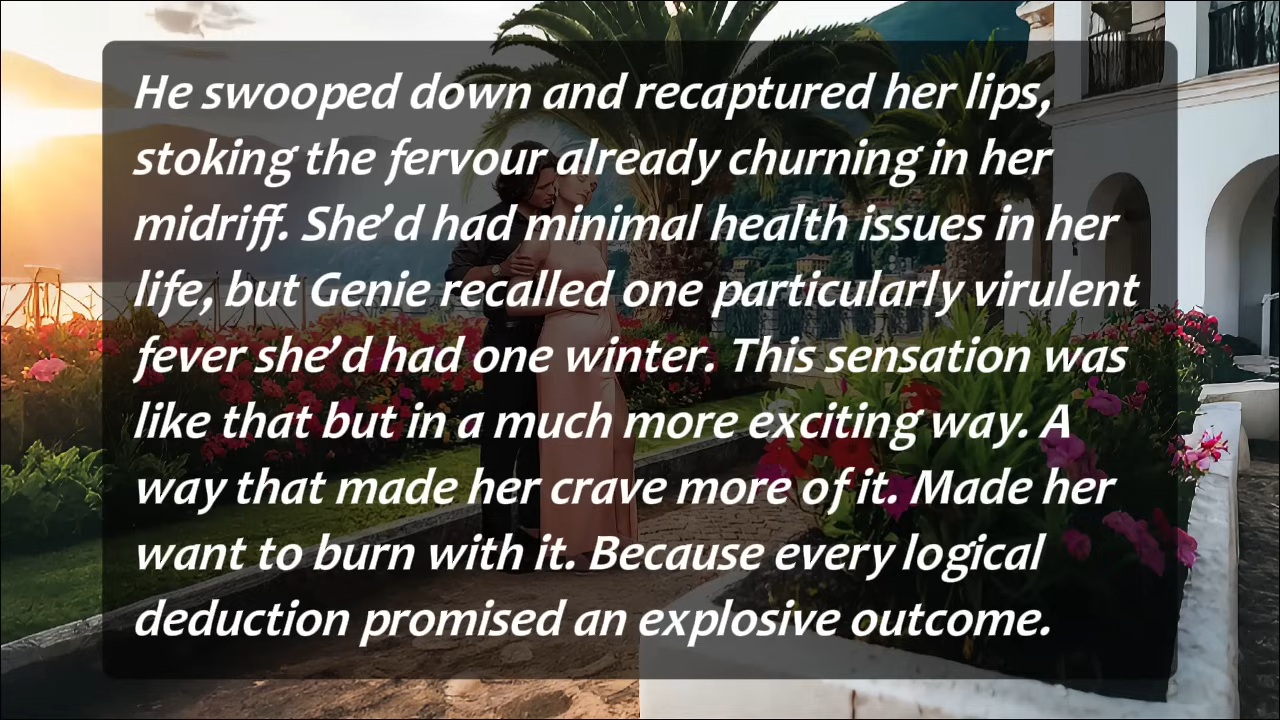 He swooped down and recaptured her lips,
stoking the fervour already churning in her
midriff. She’d had minimal health issues in her
life, but Genie recalled one particularly virulent
fever she’d had one winter. This sensation was
like that but in a much more exciting way. A
way that made her crave more of it. Made her
want to burn with it. Because every logical
deduction promised an explosive outcome.